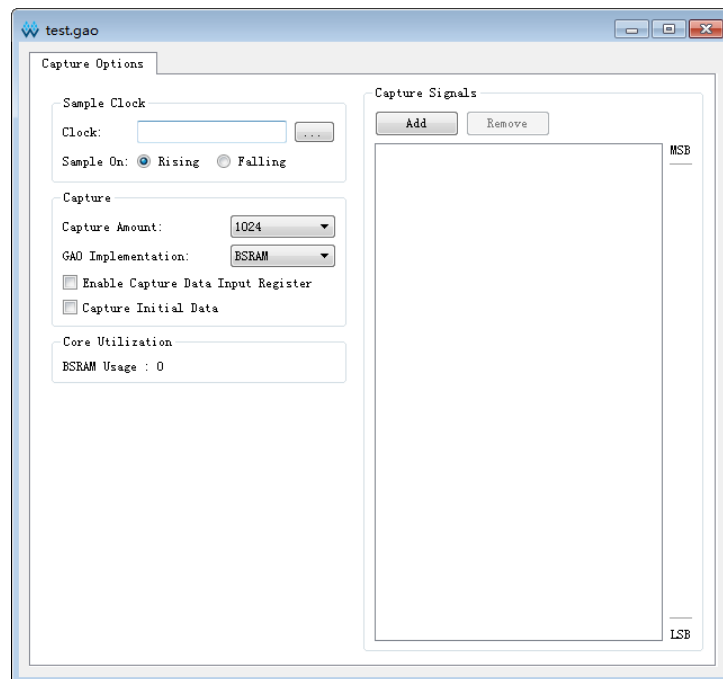 test.gao
Capture Options
Sample Clock
Clock:
...
Sample On: Rising Falling
Capture
Capture Amount: 1024
GAO Implementation: BSRAM
Enable Capture Data Input Register
Capture Initial Data
Core Utilization
BSRAM Usage : 0
Capture Signals
Add Remove
MSB
LSB